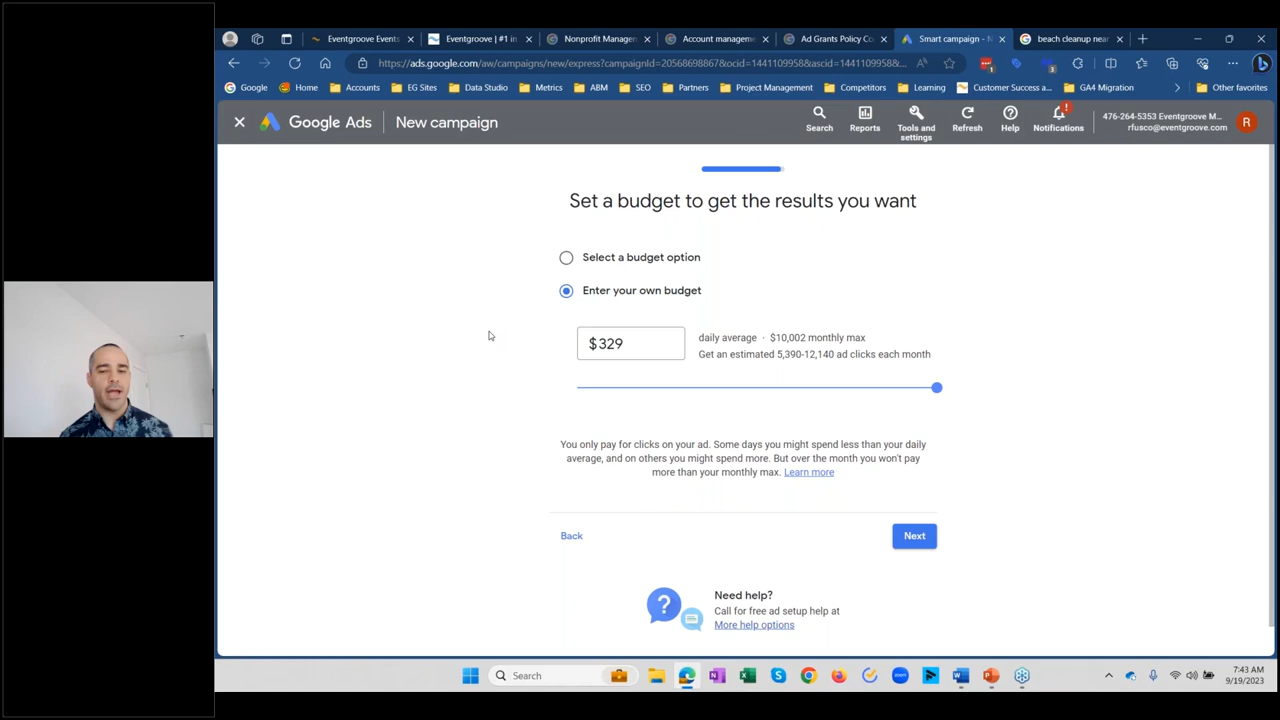 Eventgroove Events
Eventgroove | #1 in
Nonprofit Manage
Account manageme
Ad Grants Policy Co
Smart campaign - N
beach cleanup near
https://ads.google.com/aw/campaigns/new/express?campaignId=20568698867&ocid=1441109958&ascid=1441109958&...
Google
Home
Accounts
EG Sites
Data Studio
Metrics
ABM
SEO
Partners
Project Management
Competitors
Learning
Customer Success a...
GA4 Migration
Other favorites
Google Ads
New campaign
Search
Reports
Tools and settings
Refresh
Help
Notifications
476-264-5353 Eventgroove M...
rfusco@eventgroove.com
R
Set a budget to get the results you want
Select a budget option
Enter your own budget
$329
daily average · $10,002 monthly max
Get an estimated 5,390-12,140 ad clicks each month
You only pay for clicks on your ad. Some days you might spend less than your daily
average, and on others you might spend more. But over the month you won't pay
more than your monthly max. Learn more
Back
Next
Need help?
Call for free ad setup help at
More help options
Search
7:43 AM
9/19/2023